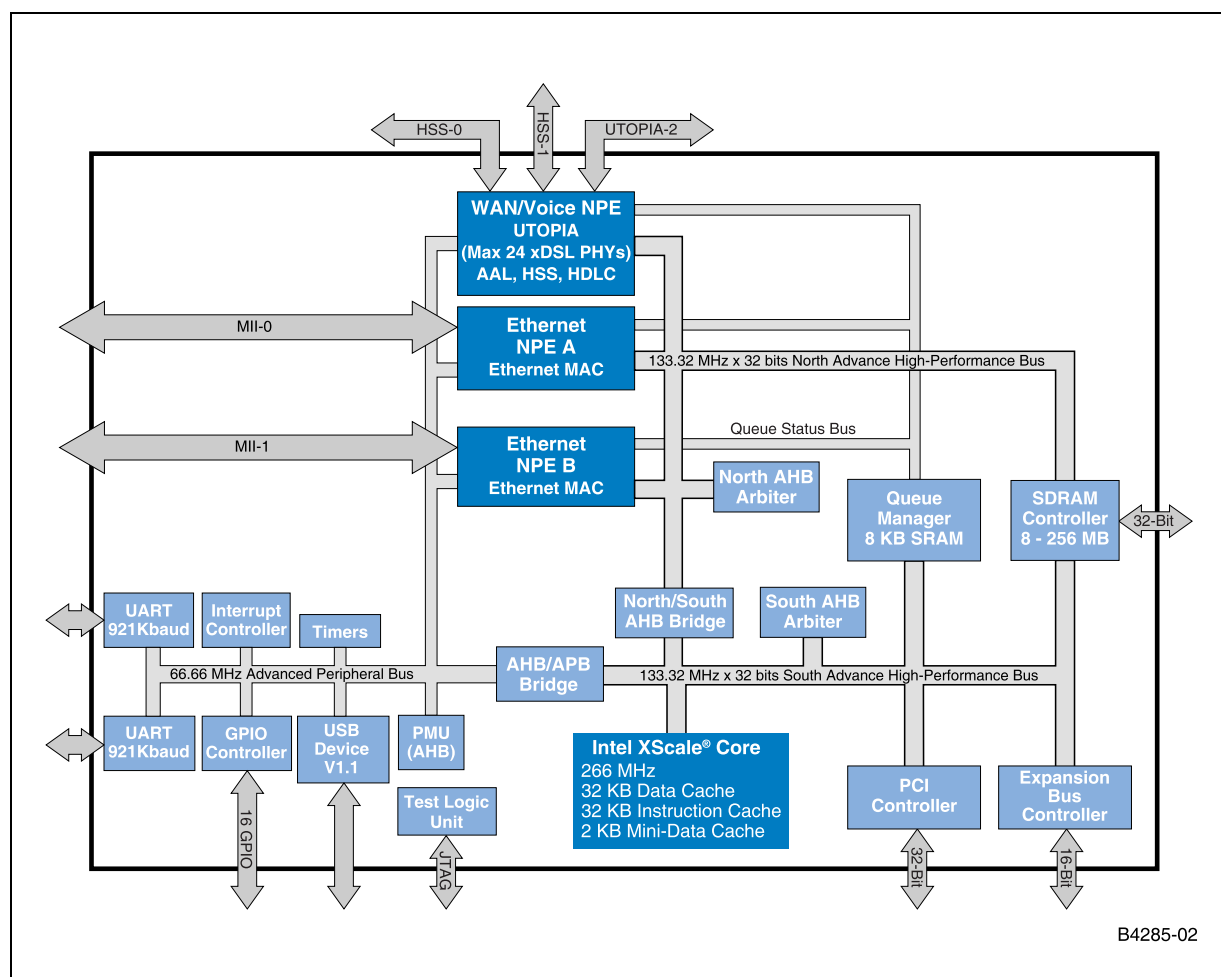 HSS-0
HSS-1
UTOPIA-2
WAN/Voice NPE
UTOPIA
(Max 24 xDSL PHYs)
AAL, HSS, HDLC
MII-0
Ethernet
NPE A
Ethernet MAC
133.32 MHz x 32 bits North Advance High-Performance Bus
MII-1
Ethernet
NPE B
Ethernet MAC
Queue Status Bus
North AHB
Arbiter
Queue
Manager
8 KB SRAM
SDRAM
Controller
8 - 256 MB
32-Bit
UART
921Kbaud
Interrupt
Controller
Timers
North/South
AHB Bridge
South AHB
Arbiter
66.66 MHz Advanced Peripheral Bus
AHB/APB
Bridge
133.32 MHz x 32 bits South Advance High-Performance Bus
UART
921Kbaud
GPIO
Controller
USB
Device
V1.1
PMU
(AHB)
Intel XScale® Core
266 MHz
32 KB Data Cache
32 KB Instruction Cache
2 KB Mini-Data Cache
Test Logic
Unit
PCI
Controller
Expansion
Bus
Controller
16 GPIO
JTAG
32-Bit
16-Bit
B4285-02